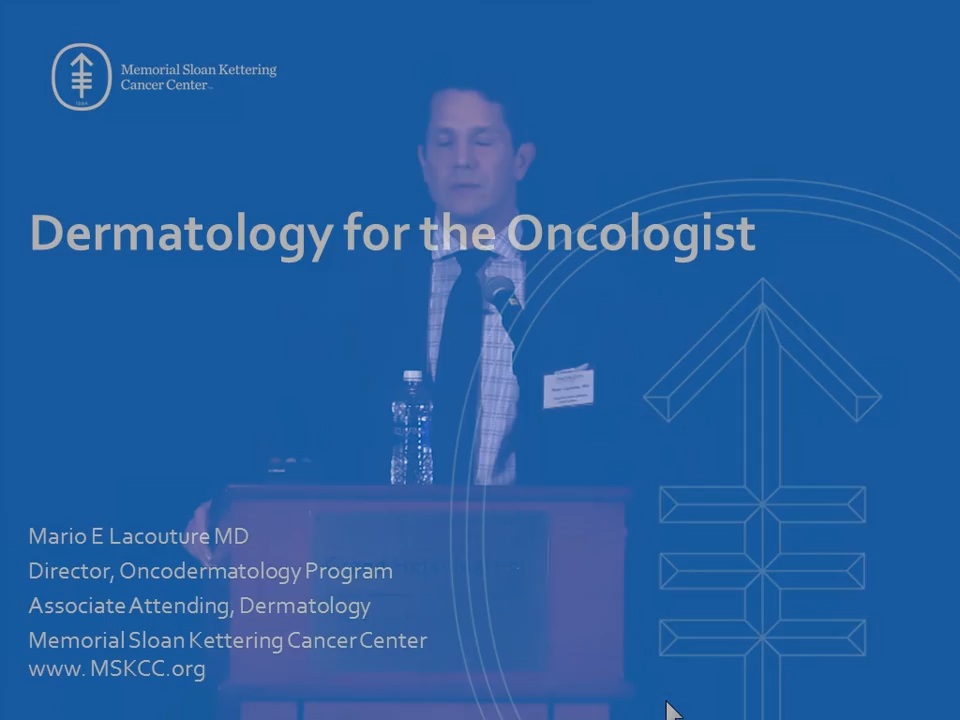 Memorial Sloan Kettering
Cancer Center
Dermatology for the Oncologist
Mario E Lacouture MD
Director, Oncodermatology Program
Associate Attending, Dermatology
Memorial Sloan Kettering Cancer Center
www. MSKCC.org